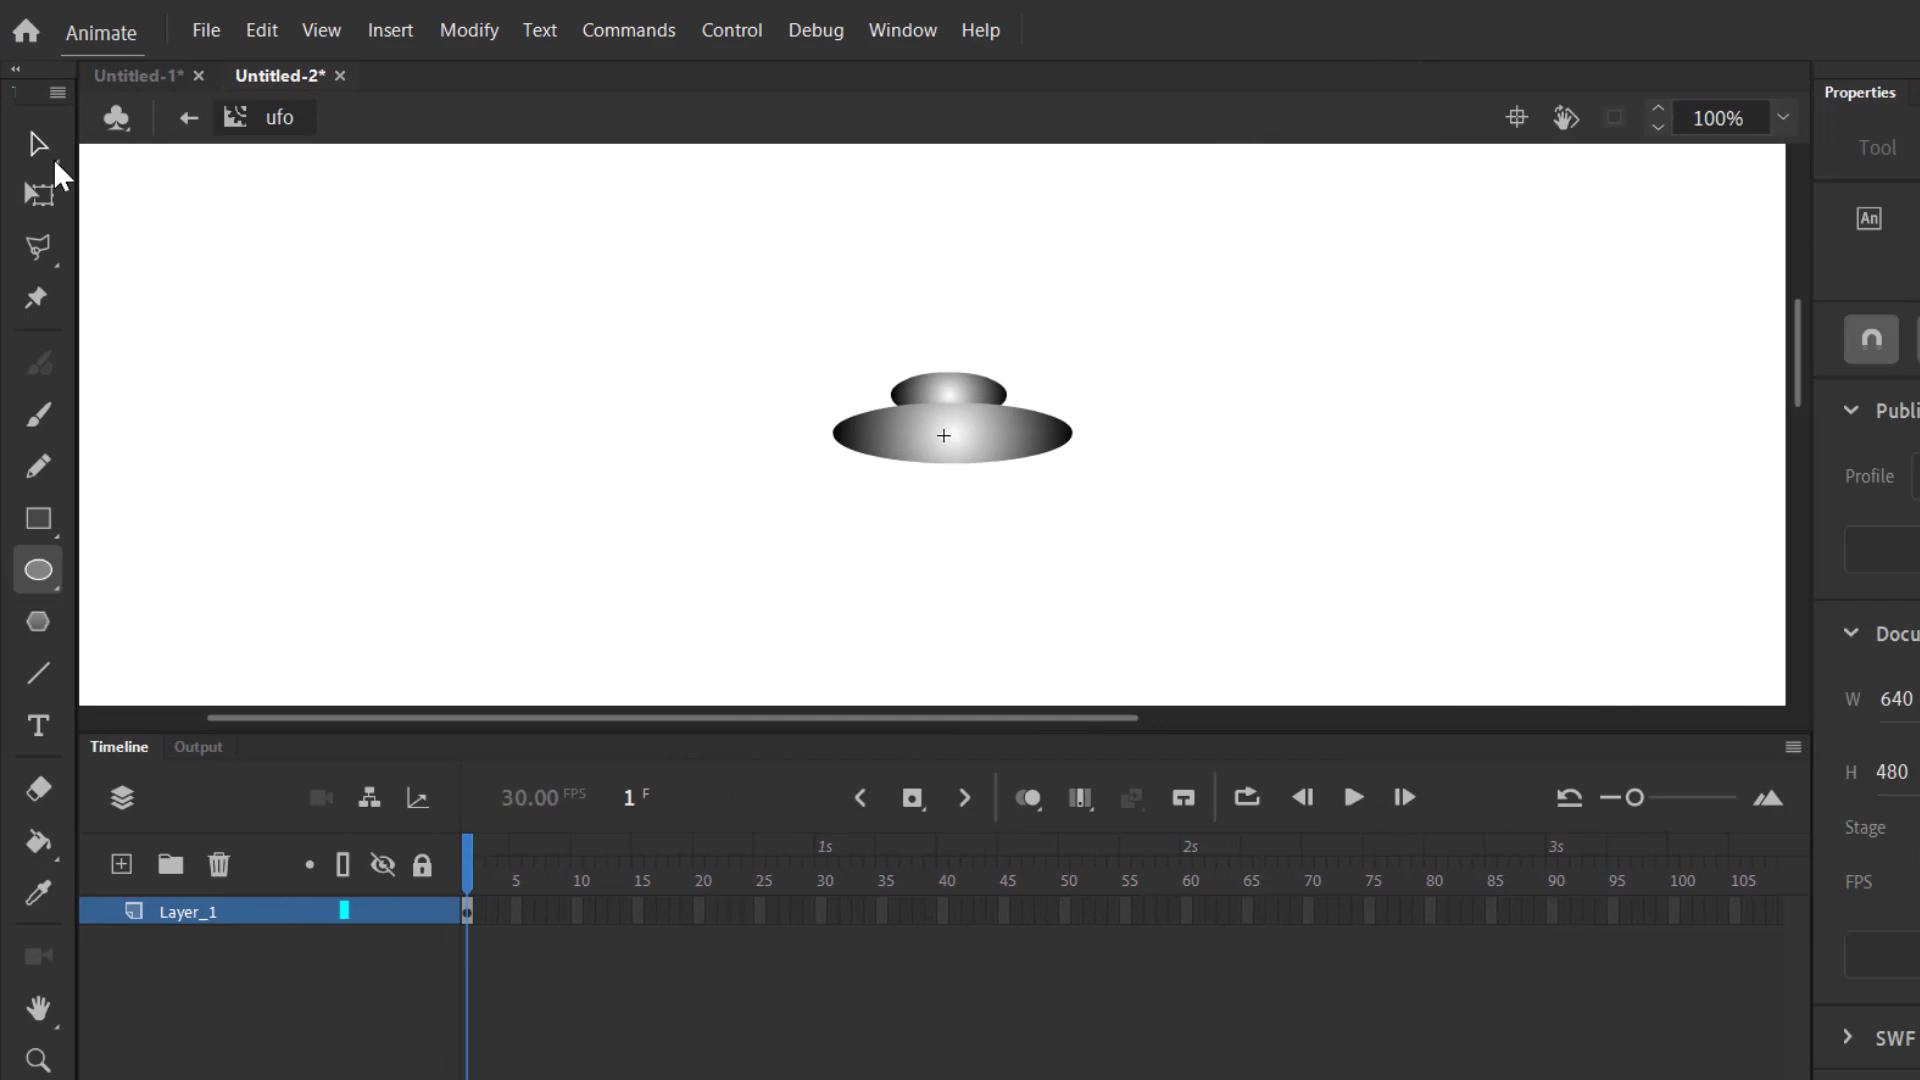 Animate File Edit View Insert Modify Text Commands Control Debug Window Help
Untitled-1* Untitled-2*
Properties
ufo 100%
Tool
An
Publi
Profile
Docu
W 640
H 480
Stage
FPS
SWF
Timeline Output
30.00 FPS 1 F
1s 2s 3s
5 10 15 20 25 30 35 40 45 50 55 60 65 70 75 80 85 90 95 100 105
Layer_1